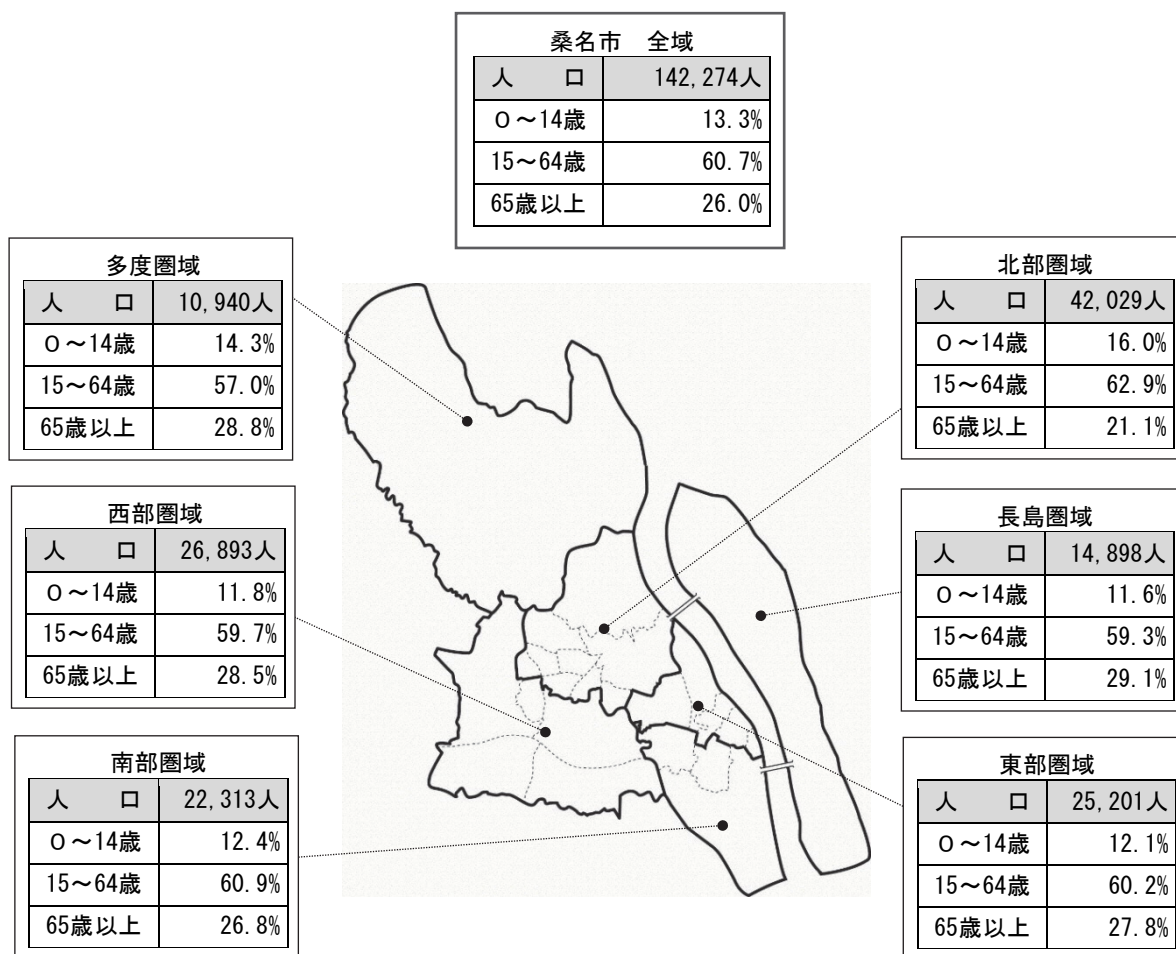 桑名市　全域
人　　口 142,274人
０～14歳 13.3%
15～64歳 60.7%
65歳以上 26.0%
多度圏域
人　　口 10,940人
０～14歳 14.3%
15～64歳 57.0%
65歳以上 28.8%
北部圏域
人　　口 42,029人
０～14歳 16.0%
15～64歳 62.9%
65歳以上 21.1%
西部圏域
人　　口 26,893人
０～14歳 11.8%
15～64歳 59.7%
65歳以上 28.5%
長島圏域
人　　口 14,898人
０～14歳 11.6%
15～64歳 59.3%
65歳以上 29.1%
南部圏域
人　　口 22,313人
０～14歳 12.4%
15～64歳 60.9%
65歳以上 26.8%
東部圏域
人　　口 25,201人
０～14歳 12.1%
15～64歳 60.2%
65歳以上 27.8%